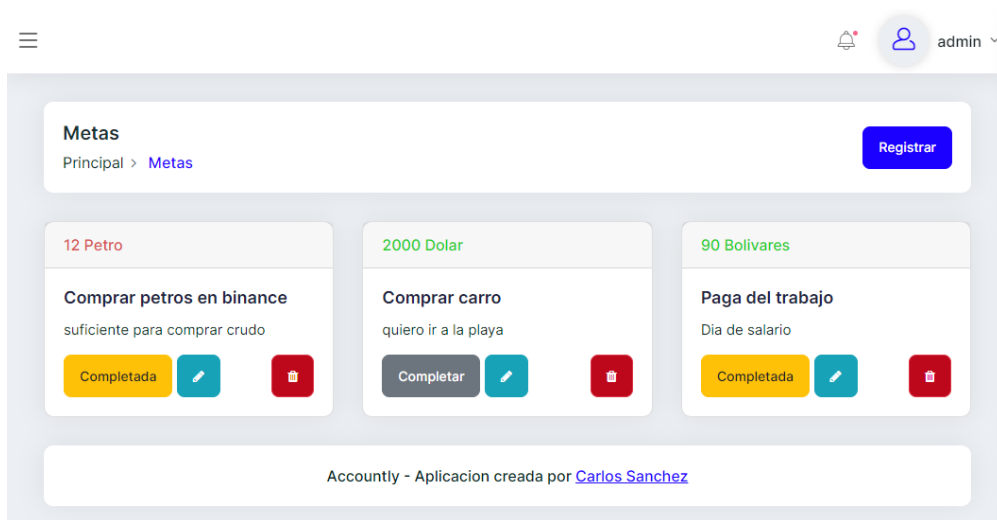 admin
Metas
Principal > Metas
Registrar
12 Petro
Comprar petros en binance
suficiente para comprar crudo
Completada
2000 Dolar
Comprar carro
quiero ir a la playa
Completar
90 Bolivares
Paga del trabajo
Dia de salario
Completada
Accountly - Aplicacion creada por Carlos Sanchez